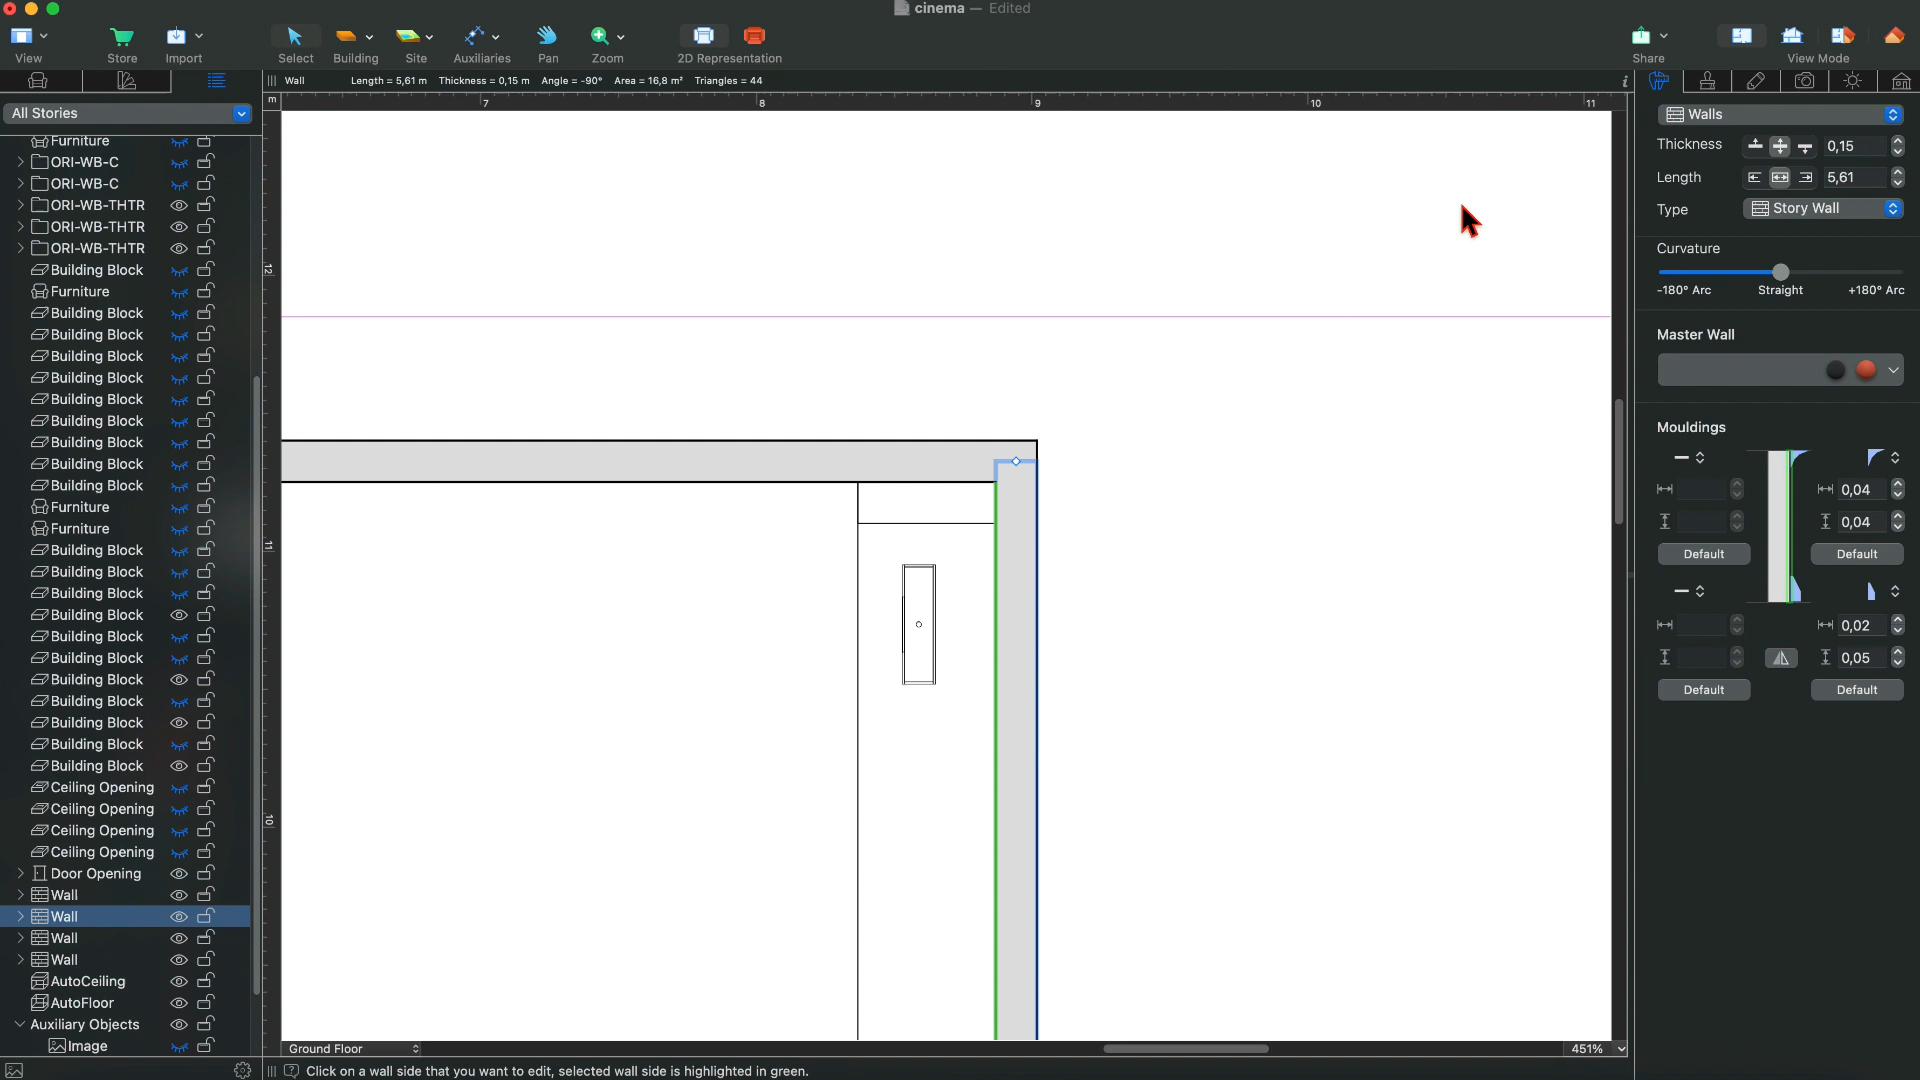 cinema — Edited
View
Store
Import
Select
Building
Site
Auxiliaries
Pan
Zoom
2D Representation
Share
View Mode
Wall Length = 5,61 m Thickness = 0,15 m Angle = -90° Area = 16,8 m² Triangles = 44
i
All Stories
m
7
8
9
10
11
12
11
10
Furniture
ORI-WB-C
ORI-WB-C
ORI-WB-THTR
ORI-WB-THTR
ORI-WB-THTR
Building Block
Furniture
Building Block
Building Block
Building Block
Building Block
Building Block
Building Block
Building Block
Building Block
Building Block
Furniture
Furniture
Building Block
Building Block
Building Block
Building Block
Building Block
Building Block
Building Block
Building Block
Building Block
Building Block
Building Block
Ceiling Opening
Ceiling Opening
Ceiling Opening
Ceiling Opening
Door Opening
Wall
Wall
Wall
Wall
AutoCeiling
AutoFloor
Auxiliary Objects
Image
Walls
Thickness 0,15
Length 5,61
Type Story Wall
Curvature
-180° Arc Straight +180° Arc
Master Wall
Mouldings
0,04
0,04
Default Default
0,02
0,05
Default Default
Ground Floor
451%
Click on a wall side that you want to edit, selected wall side is highlighted in green.